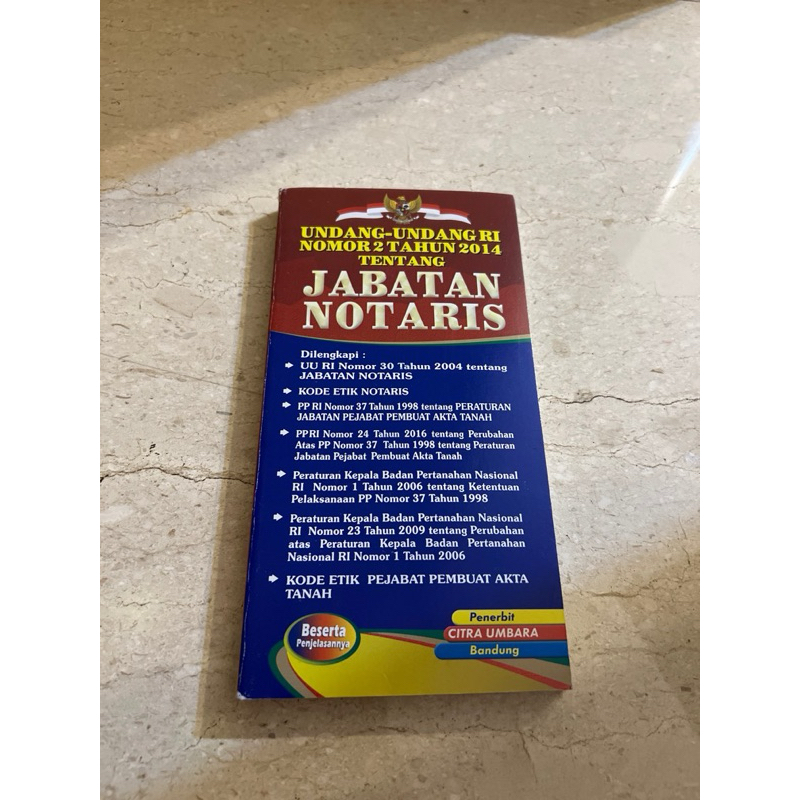 UNDANG-UNDANG RI
NOMOR 2 TAHUN 2014
TENTANG
JABATAN
NOTARIS
Dilengkapi :
UU RI Nomor 30 Tahun 2004 tentang
JABATAN NOTARIS
KODE ETIK NOTARIS
PP RI Nomor 37 Tahun 1998 tentang PERATURAN
JABATAN PEJABAT PEMBUAT AKTA TANAH
PPRI Nomor 24 Tahun 2016 tentang Perubahan
Atas PP Nomor 37 Tahun 1998 tentang Peraturan
Jabatan Pejabat Pembuat Akta Tanah
Peraturan Kepala Badan Pertanahan Nasional
RI Nomor 1 Tahun 2006 tentang Ketentuan
Pelaksanaan PP Nomor 37 Tahun 1998
Peraturan Kepala Badan Pertanahan Nasional
RI Nomor 23 Tahun 2009 tentang Perubahan
atas Peraturan Kepala Badan Pertanahan
Nasional RI Nomor 1 Tahun 2006
KODE ETIK PEJABAT PEMBUAT AKTA
TANAH
Beserta
Penjelasannya
Penerbit
CITRA UMBARA
Bandung